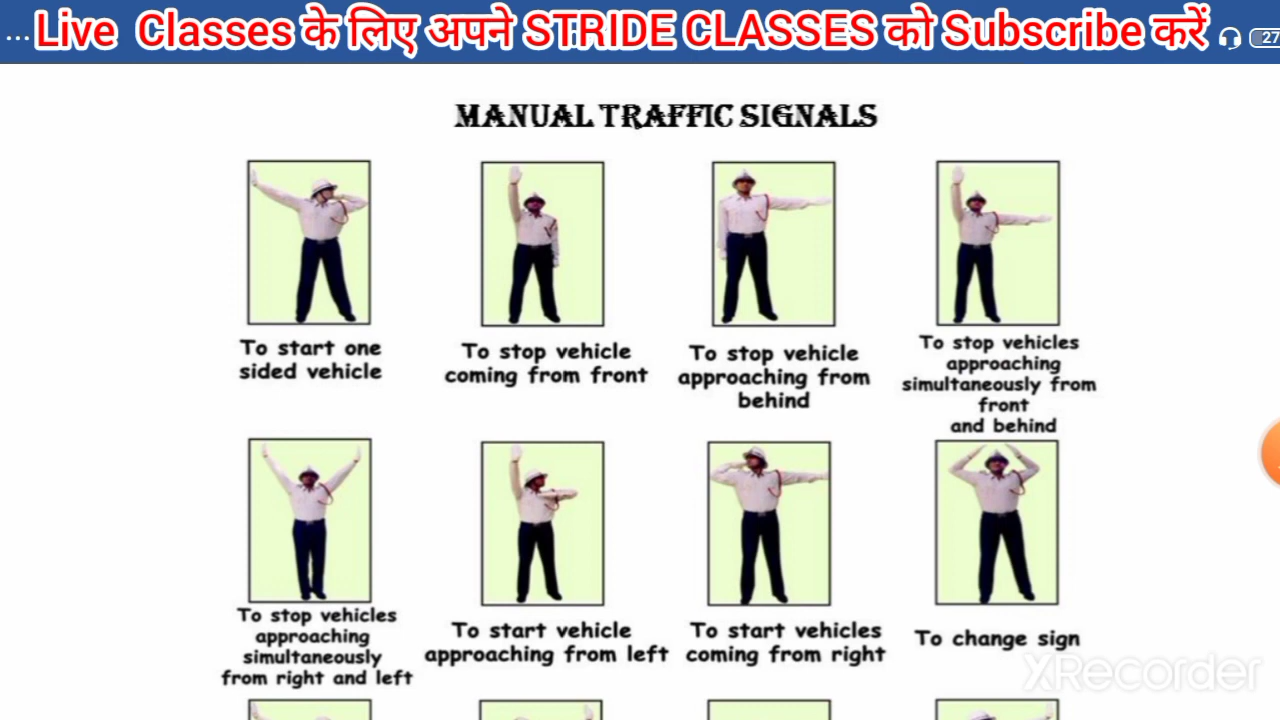 ... Live Classes के लिए अपने STRIDE CLASSES को Subscribe करें
27
MANUAL TRAFFIC SIGNALS
To start one
sided vehicle
To stop vehicle
coming from front
To stop vehicle
approaching from
behind
To stop vehicles
approaching
simultaneously from
front
and behind
To stop vehicles
approaching
simultaneously
from right and left
To start vehicle
approaching from left
To start vehicles
coming from right
To change sign
XRecorder